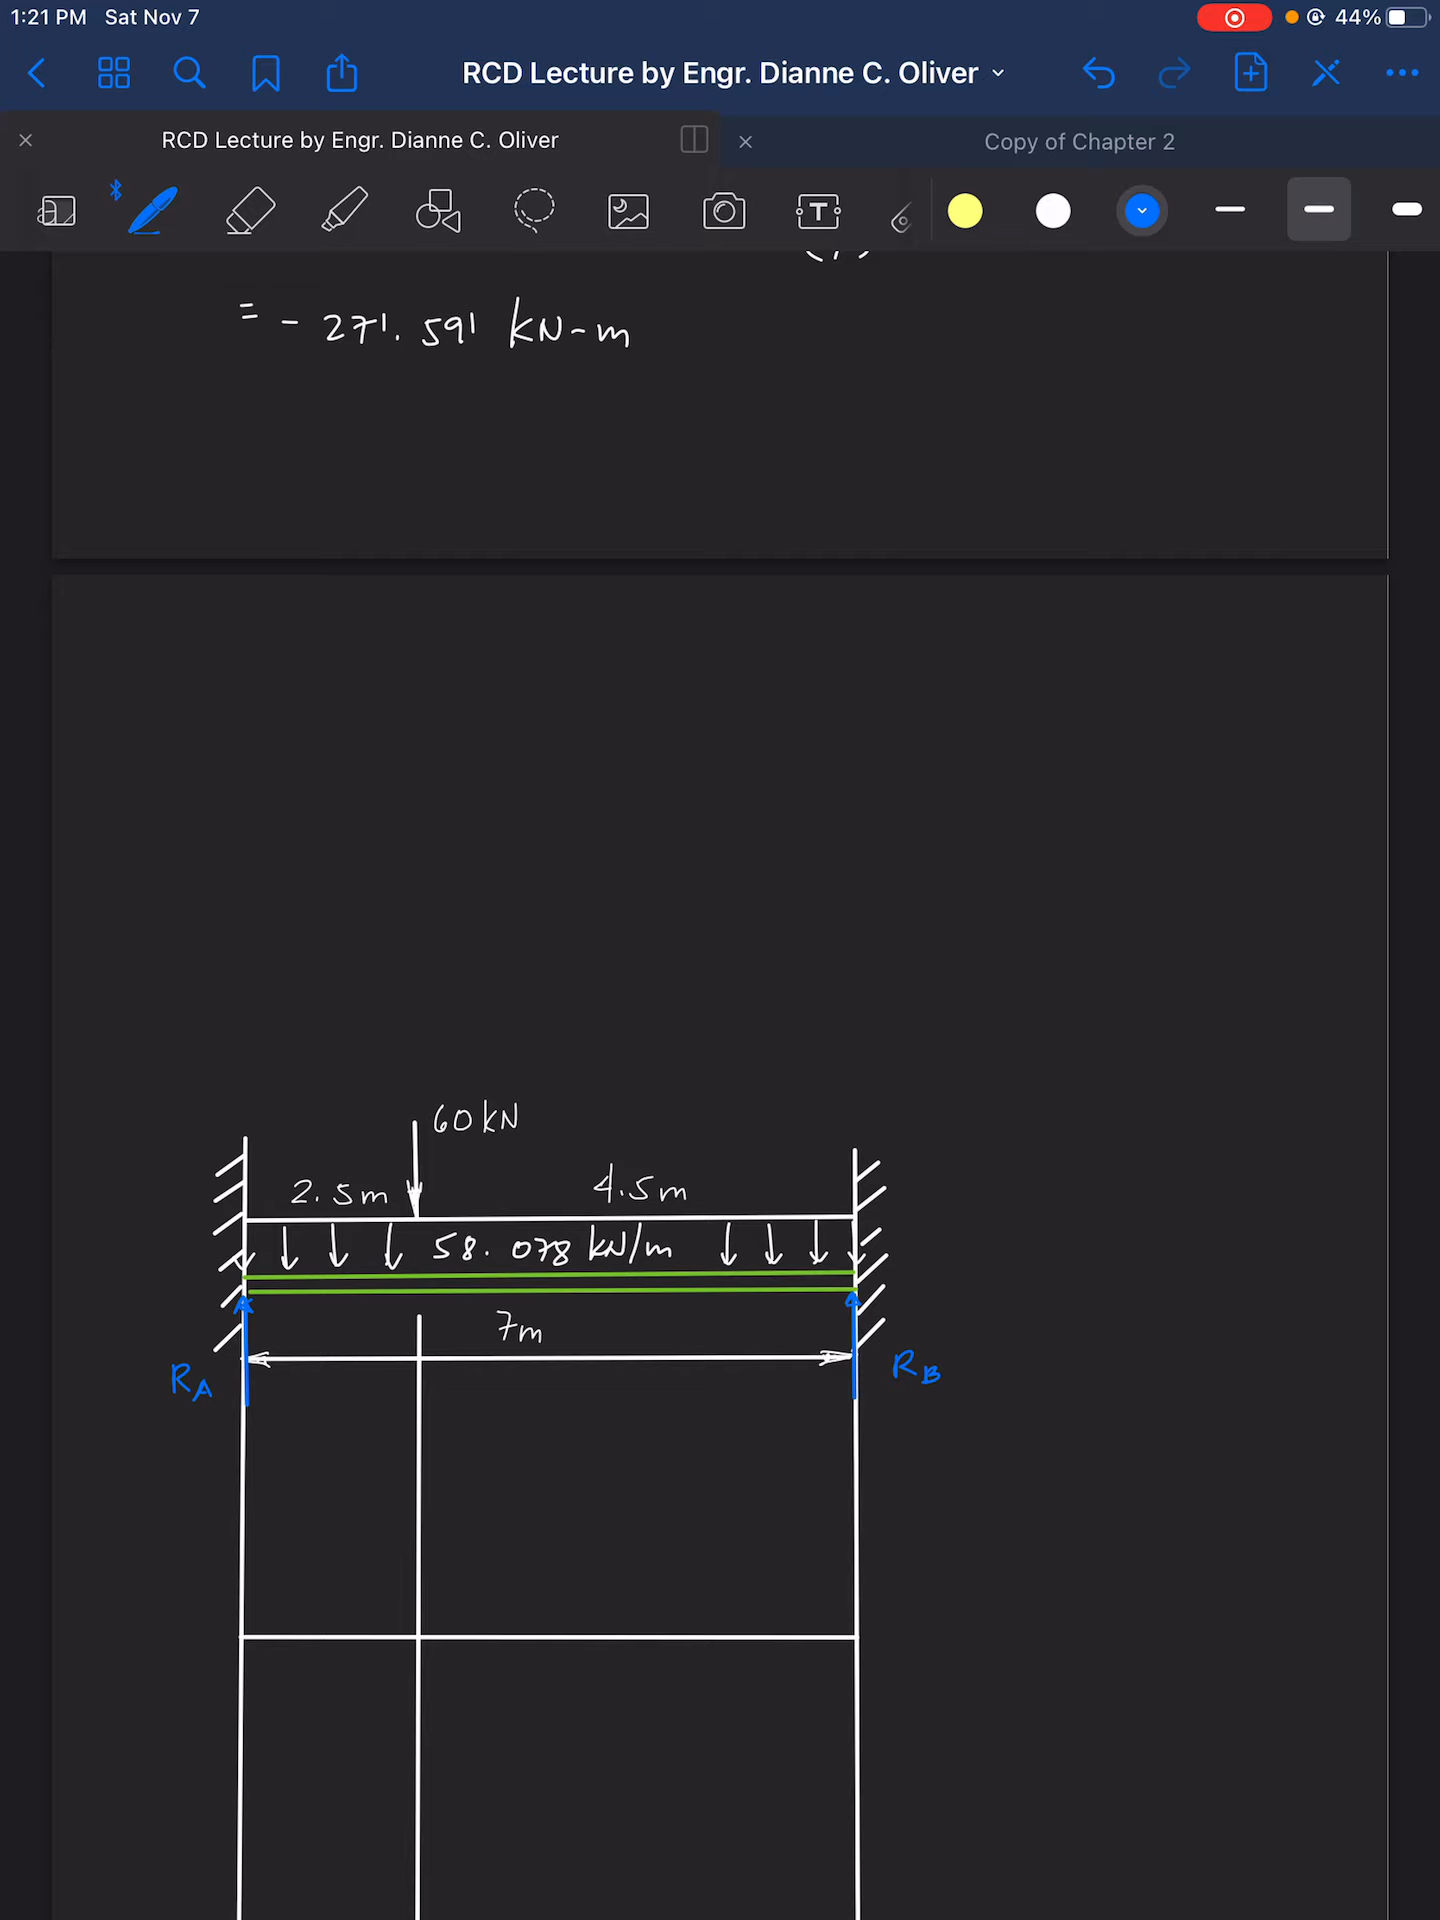 1:21 PM Sat Nov 7
44%
RCD Lecture by Engr. Dianne C. Oliver
RCD Lecture by Engr. Dianne C. Oliver
Copy of Chapter 2
= - 271.591 kN-m
60 kN
2.5m
4.5m
58.078 kN/m
7m
RA
RB